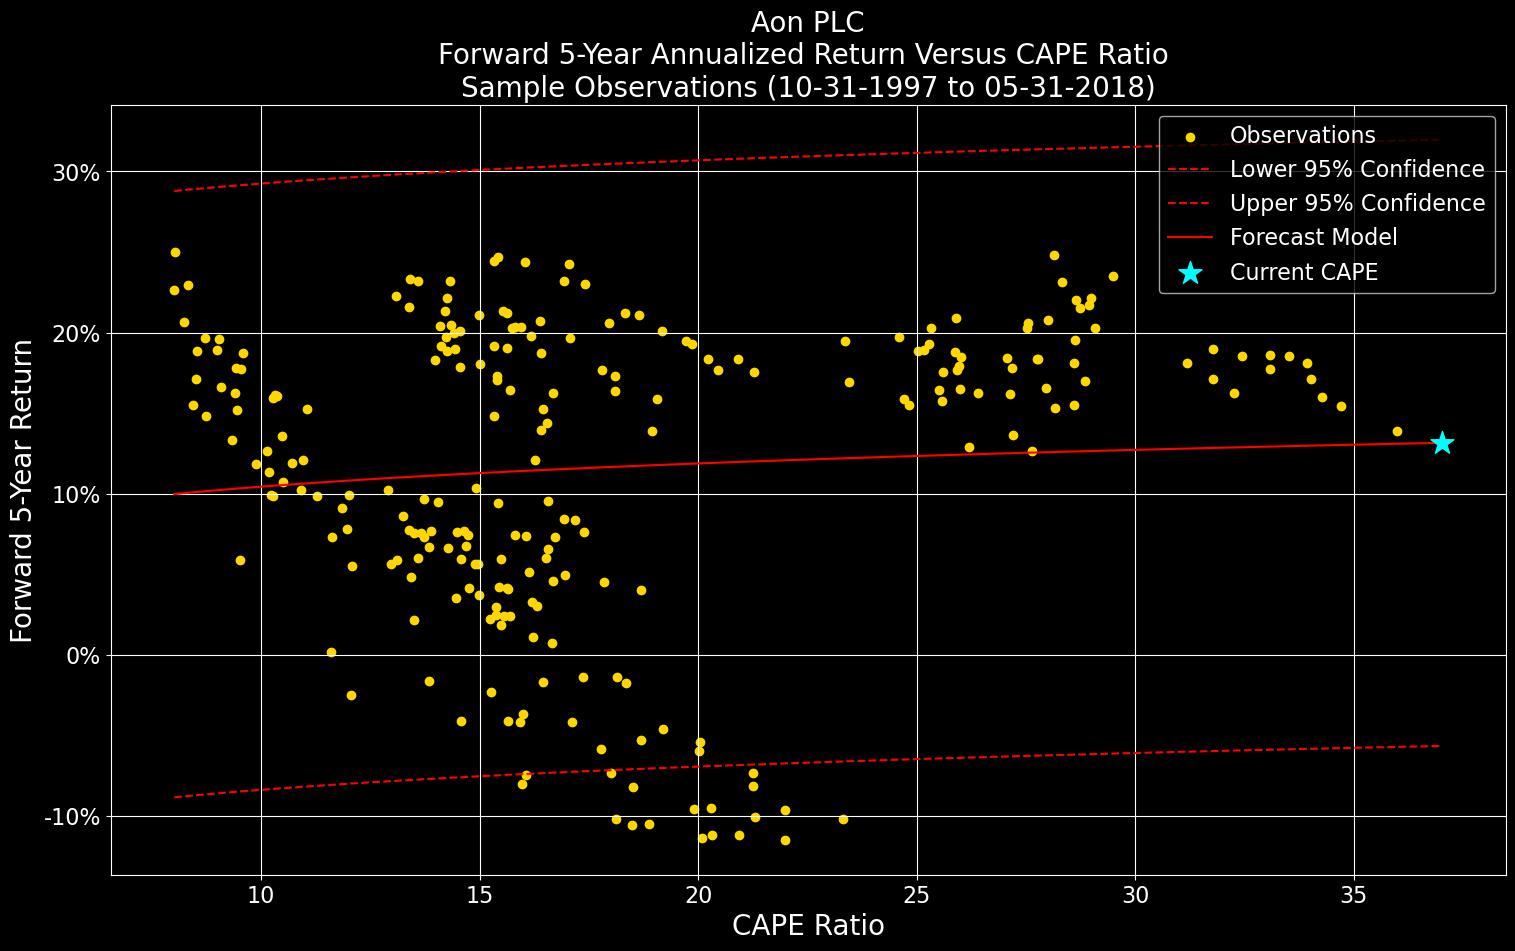 Aon PLC
Forward 5-Year Annualized Return Versus CAPE Ratio
Sample Observations (10-31-1997 to 05-31-2018)
Observations
Lower 95% Confidence
Upper 95% Confidence
Forecast Model
Current CAPE
Forward 5-Year Return
30%
20%
10%
0%
-10%
10 15 20 25 30 35
CAPE Ratio